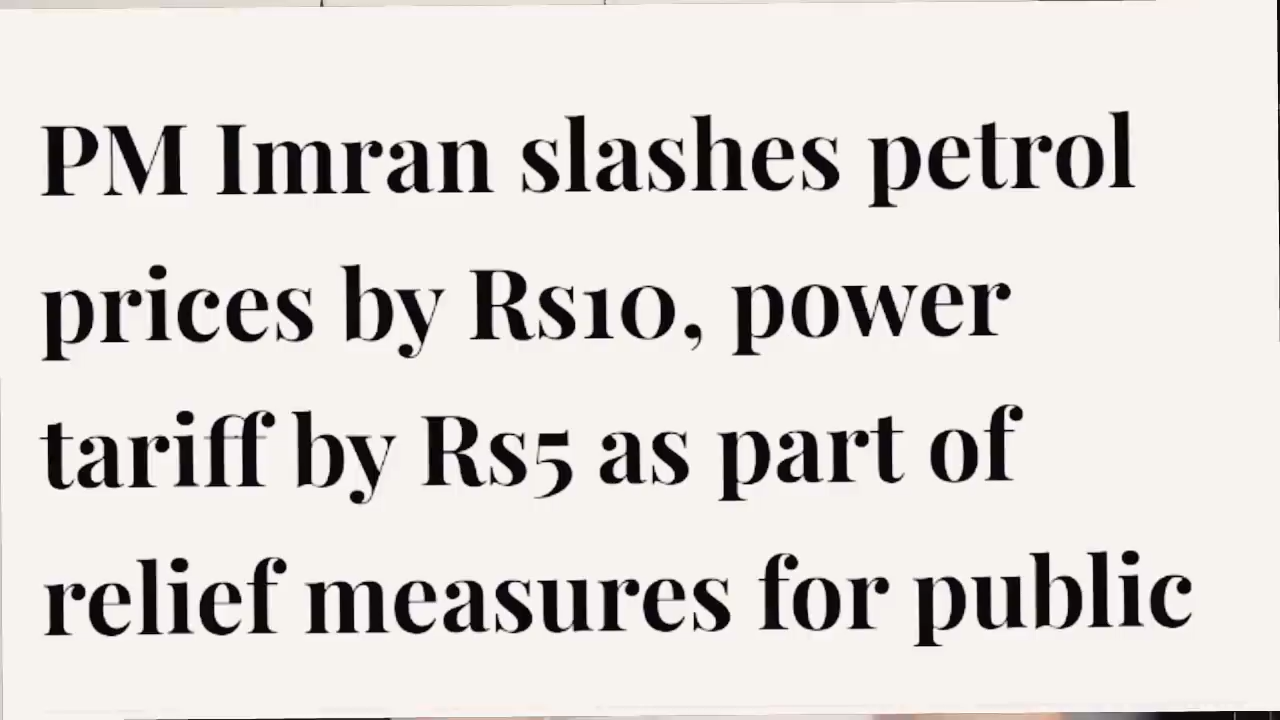 PM Imran slashes petrol
prices by Rs10, power
tariff by Rs5 as part of
relief measures for public